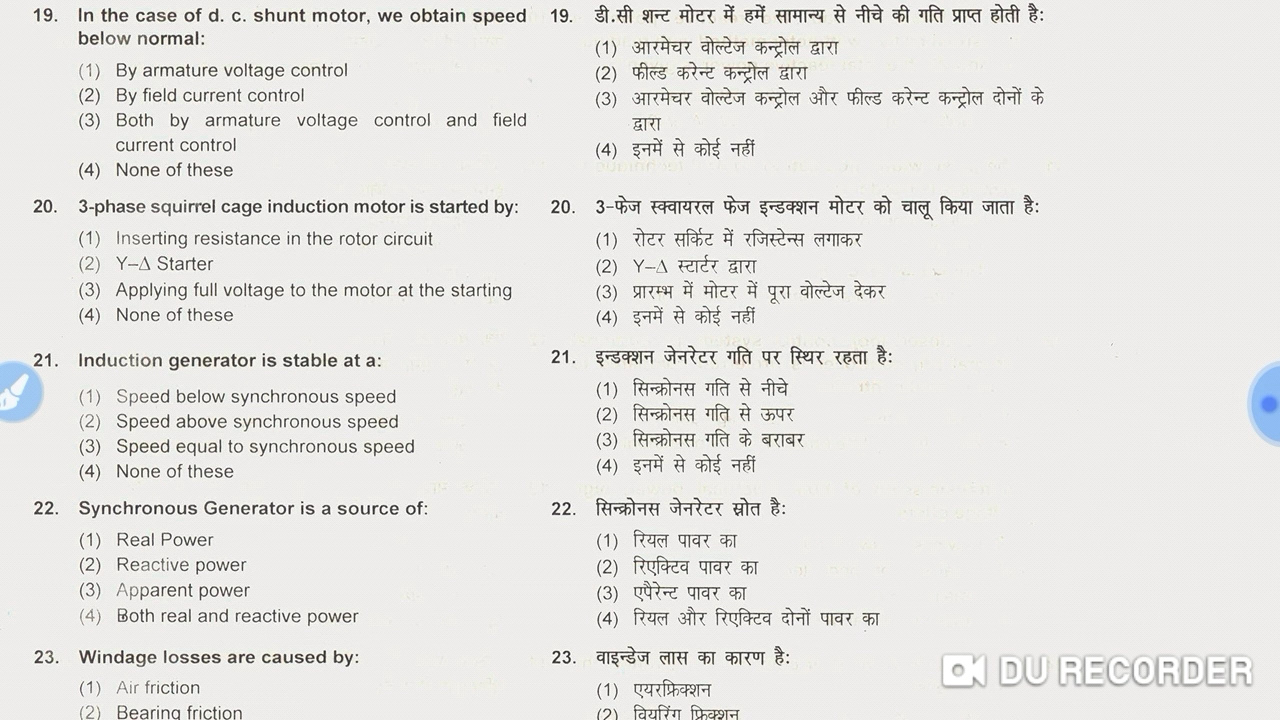 19. In the case of d. c. shunt motor, we obtain speed
below normal:
(1) By armature voltage control
(2) By field current control
(3) Both by armature voltage control and field
current control
(4) None of these
20. 3-phase squirrel cage induction motor is started by:
(1) Inserting resistance in the rotor circuit
(2) Y–Δ Starter
(3) Applying full voltage to the motor at the starting
(4) None of these
21. Induction generator is stable at a:
(1) Speed below synchronous speed
(2) Speed above synchronous speed
(3) Speed equal to synchronous speed
(4) None of these
22. Synchronous Generator is a source of:
(1) Real Power
(2) Reactive power
(3) Apparent power
(4) Both real and reactive power
23. Windage losses are caused by:
(1) Air friction
(2) Bearing friction
19. डी.सी शन्ट मोटर में हमें सामान्य से नीचे की गति प्राप्त होती है:
(1) आरमेचर वोल्टेज कन्ट्रोल द्वारा
(2) फील्ड करेन्ट कन्ट्रोल द्वारा
(3) आरमेचर वोल्टेज कन्ट्रोल और फील्ड करेन्ट कन्ट्रोल दोनों के
द्वारा
(4) इनमें से कोई नहीं
20. 3-फेज स्क्वायरल फेज इन्डक्शन मोटर को चालू किया जाता है:
(1) रोटर सर्किट में रजिस्टेन्स लगाकर
(2) Y–Δ स्टार्टर द्वारा
(3) प्रारम्भ में मोटर में पूरा वोल्टेज देकर
(4) इनमें से कोई नहीं
21. इन्डक्शन जेनरेटर गति पर स्थिर रहता है:
(1) सिन्क्रोनस गति से नीचे
(2) सिन्क्रोनस गति से ऊपर
(3) सिन्क्रोनस गति के बराबर
(4) इनमें से कोई नहीं
22. सिन्क्रोनस जेनरेटर स्रोत है:
(1) रियल पावर का
(2) रिएक्टिव पावर का
(3) एपैरेन्ट पावर का
(4) रियल और रिएक्टिव दोनों पावर का
23. वाइन्डेज लास का कारण है:
(1) एयरफ्रिक्शन
(2) वियरिंग फ्रिक्शन
DU RECORDER